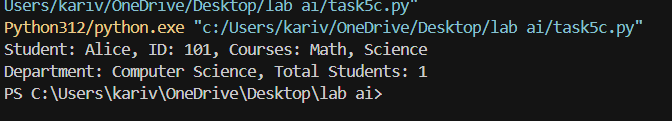 Users/kariv/OneDrive/Desktop/lab ai/task5c.py"
Python312/python.exe "c:/Users/kariv/OneDrive/Desktop/lab ai/task5c.py"
Student: Alice, ID: 101, Courses: Math, Science
Department: Computer Science, Total Students: 1
PS C:\Users\kariv\OneDrive\Desktop\lab ai>